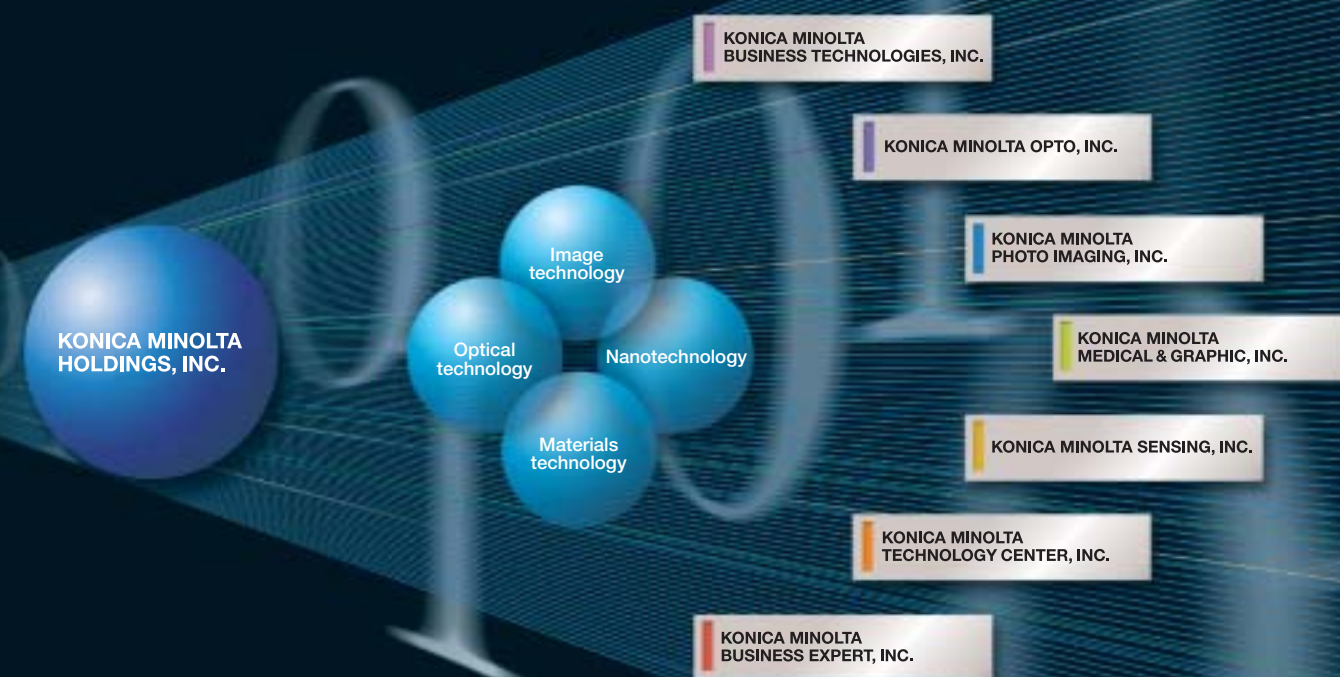 KONICA MINOLTA
HOLDINGS, INC.
Image
technology
Optical
technology
Nanotechnology
Materials
technology
KONICA MINOLTA
BUSINESS TECHNOLOGIES, INC.
KONICA MINOLTA OPTO, INC.
KONICA MINOLTA
PHOTO IMAGING, INC.
KONICA MINOLTA
MEDICAL & GRAPHIC, INC.
KONICA MINOLTA SENSING, INC.
KONICA MINOLTA
TECHNOLOGY CENTER, INC.
KONICA MINOLTA
BUSINESS EXPERT, INC.